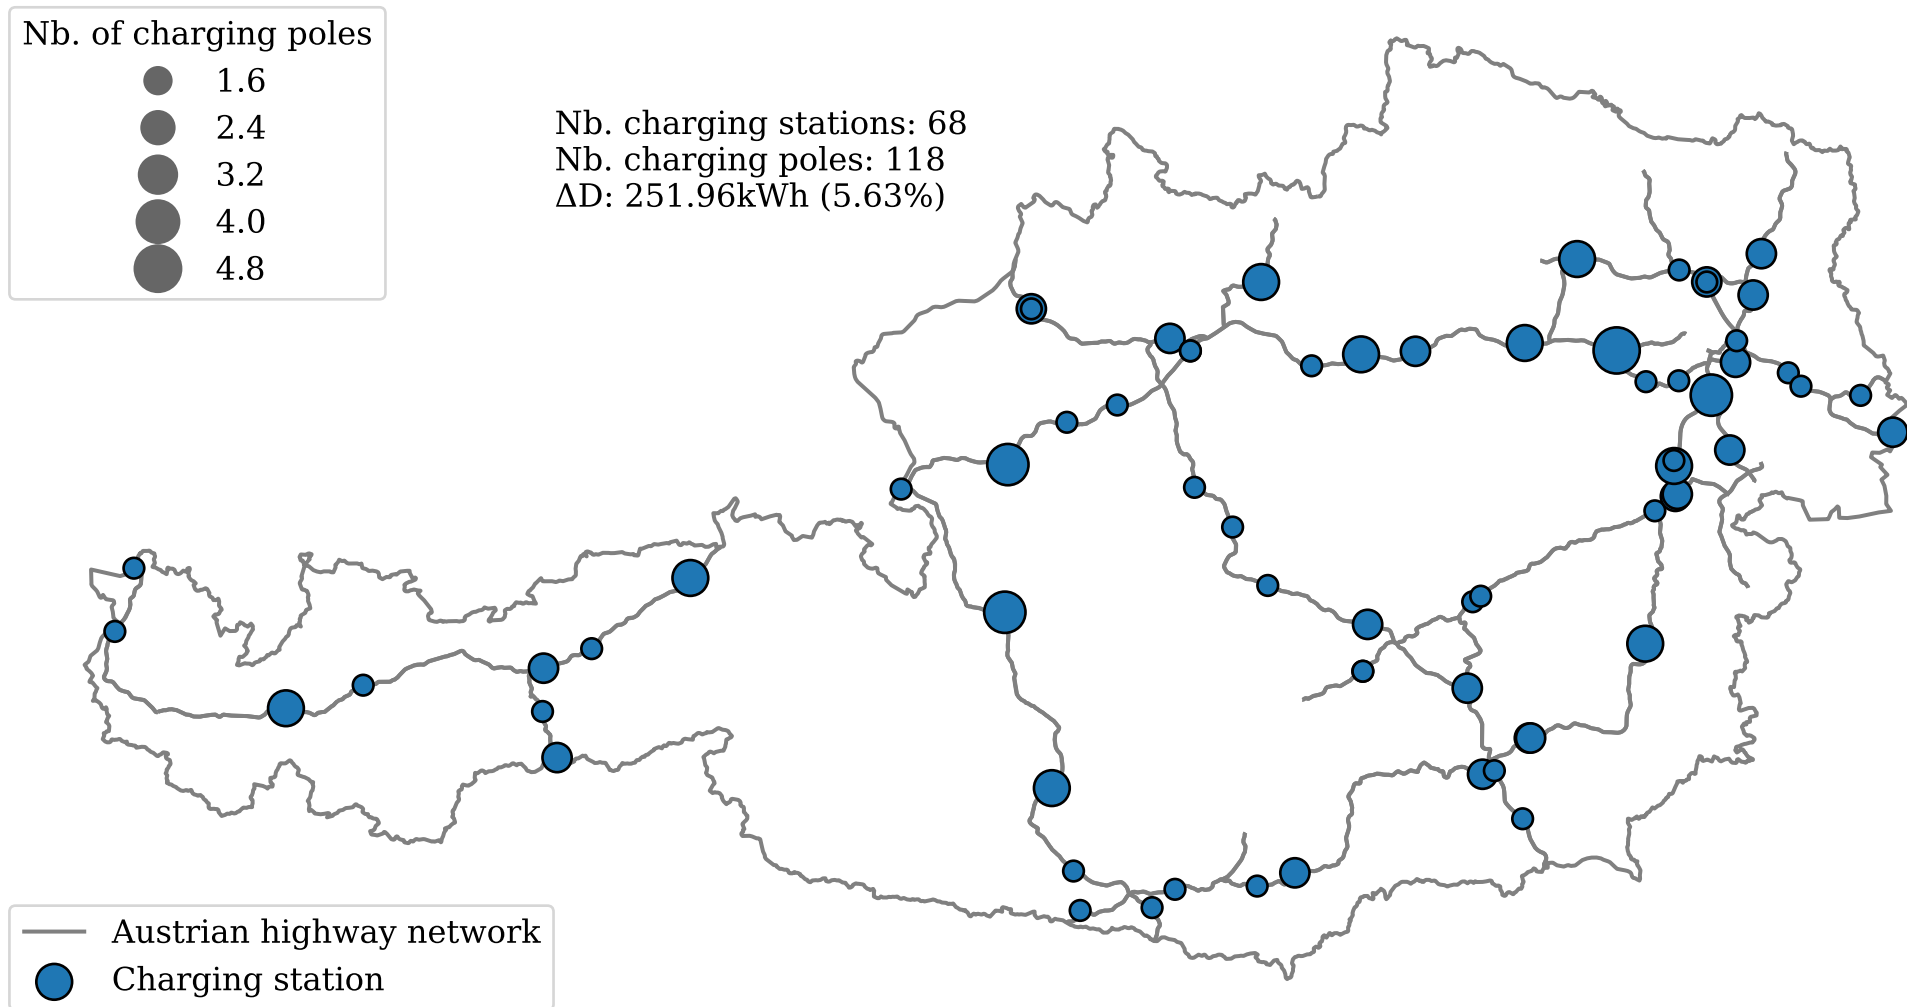 Nb. of charging poles
1.6
2.4
3.2
4.0
4.8
Nb. charging stations: 68
Nb. charging poles: 118
ΔD: 251.96kWh (5.63%)
Austrian highway network
Charging station